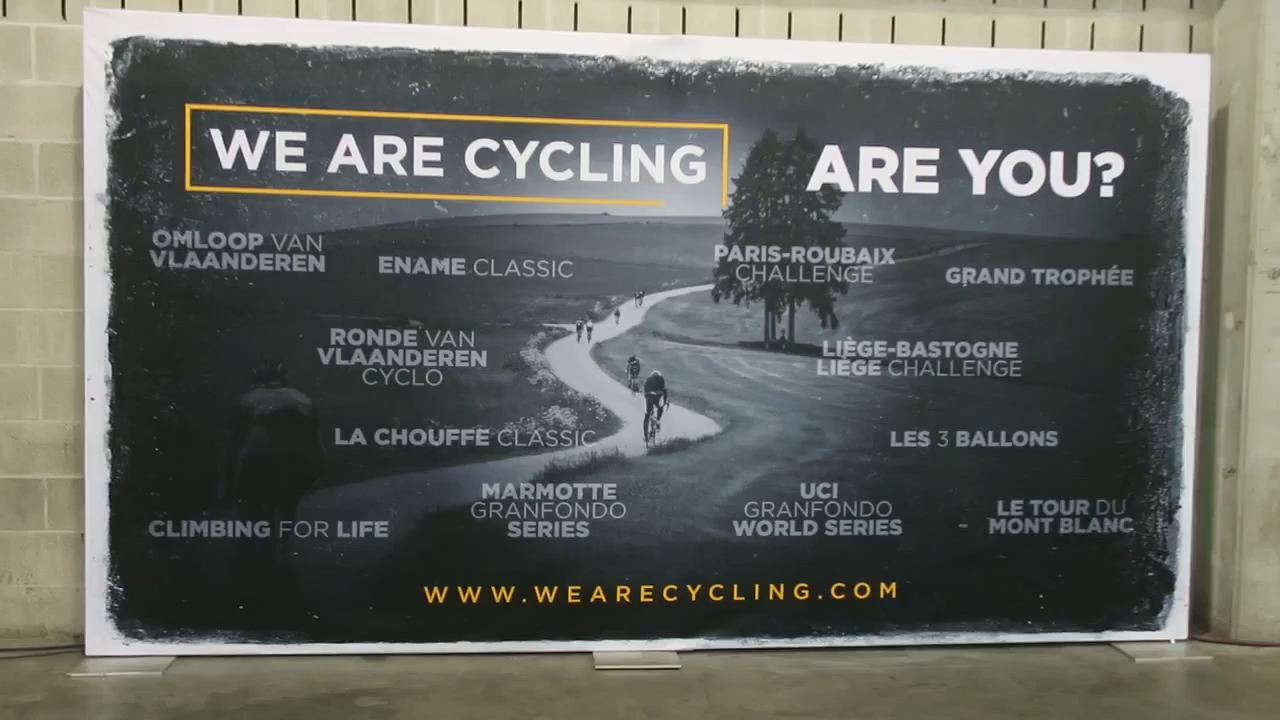 WE ARE CYCLING
ARE YOU?
OMLOOP VAN
VLAANDEREN
ENAME CLASSIC
PARIS-ROUBAIX
CHALLENGE
GRAND TROPHÉE
RONDE VAN
VLAANDEREN
CYCLO
LIÈGE-BASTOGNE
LIÈGE CHALLENGE
LA CHOUFFE CLASSIC
LES 3 BALLONS
CLIMBING FOR LIFE
MARMOTTE
GRANFONDO
SERIES
UCI
GRANFONDO
WORLD SERIES
LE TOUR DU
MONT BLANC
WWW.WEARECYCLING.COM